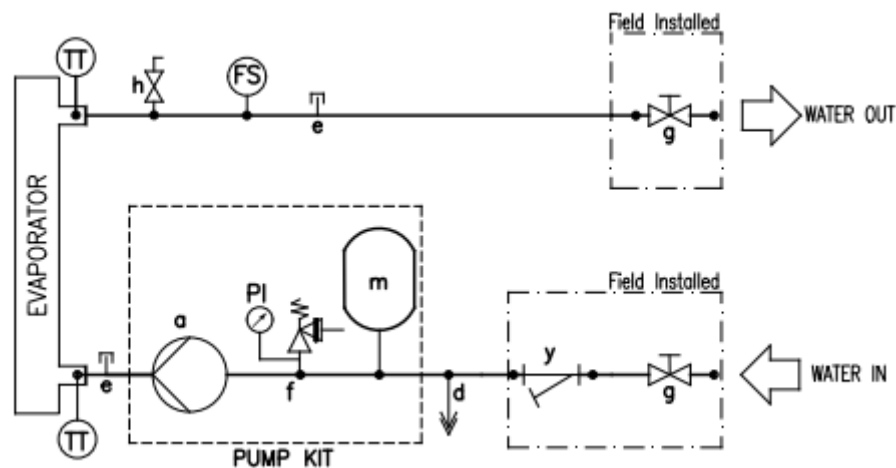 Field Installed
TT
h
FS
e
g
WATER OUT
EVAPORATOR
Field Installed
m
PI
a
y
e
f
d
g
WATER IN
TT
PUMP KIT